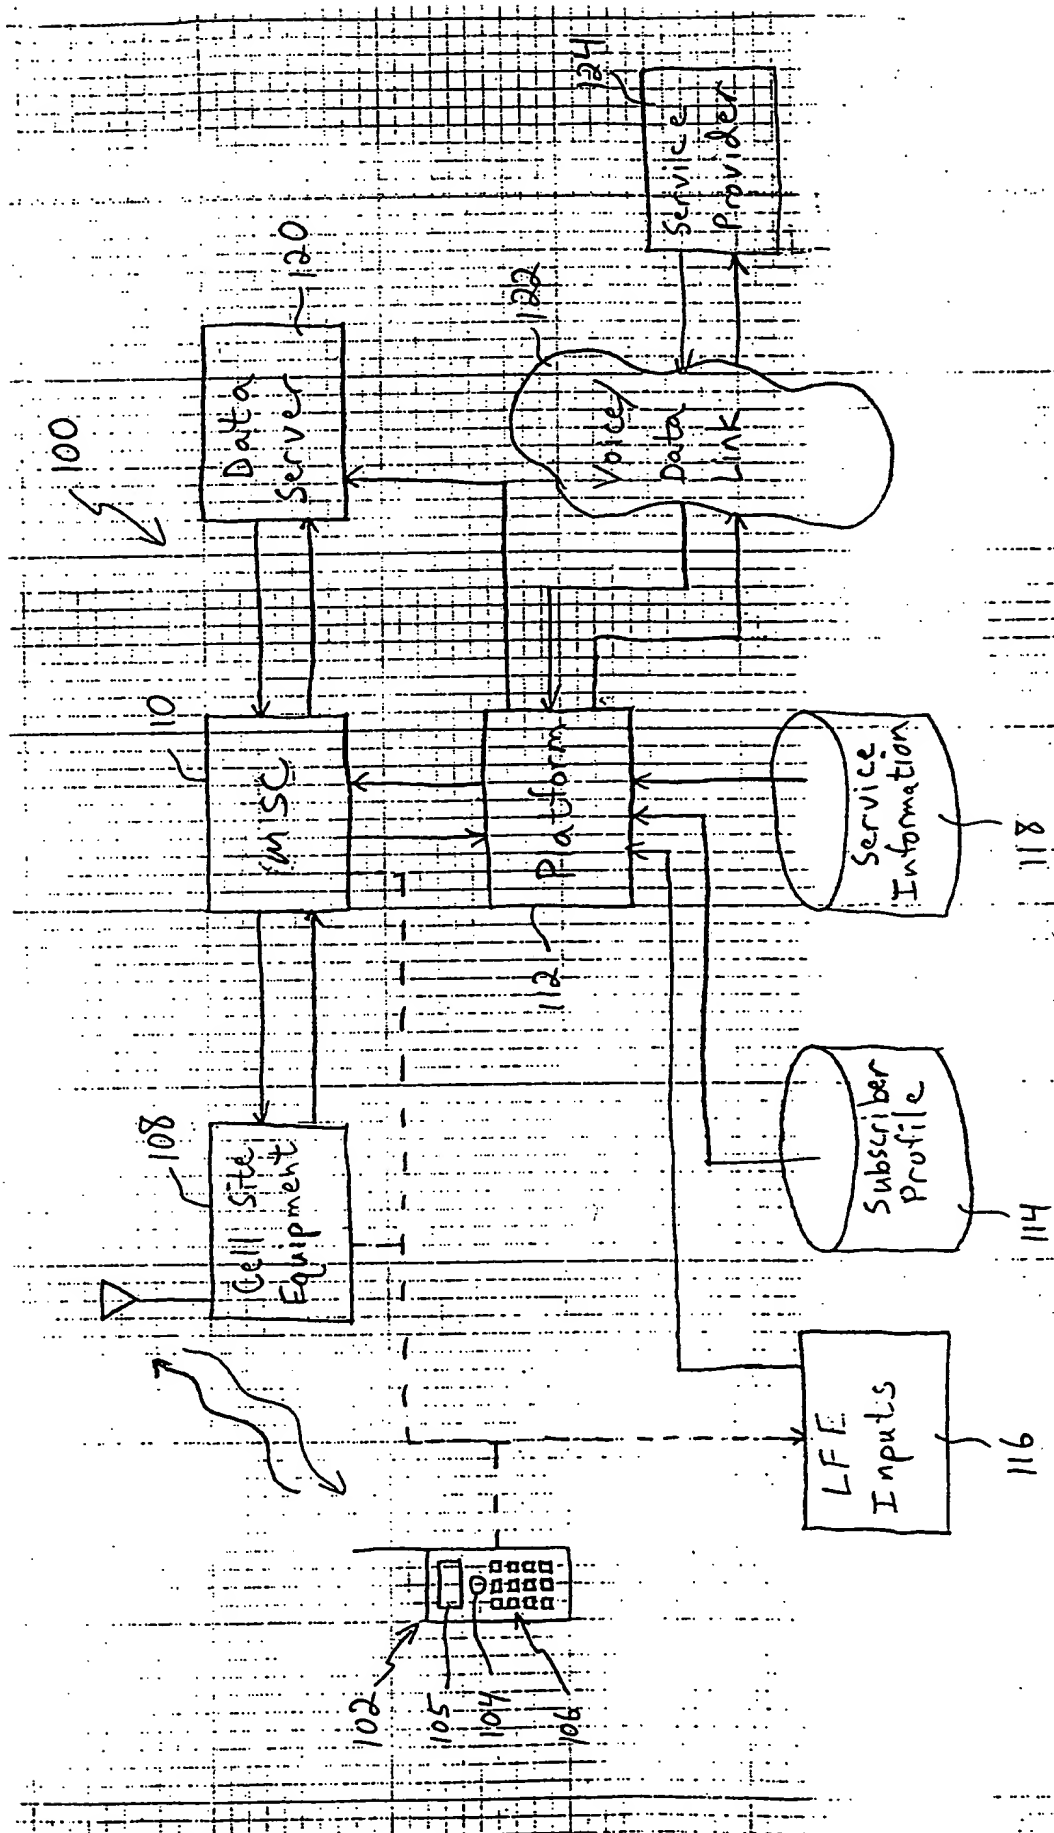 100
108
110
120
Cell Site
Equipment
MSC
Data
Server
122
124
102
105
104
106
112
Platform
Voice/
Data
Link
Service
Provider
LFE
Inputs
Subscriber
Profile
Service
Information
116
114
118